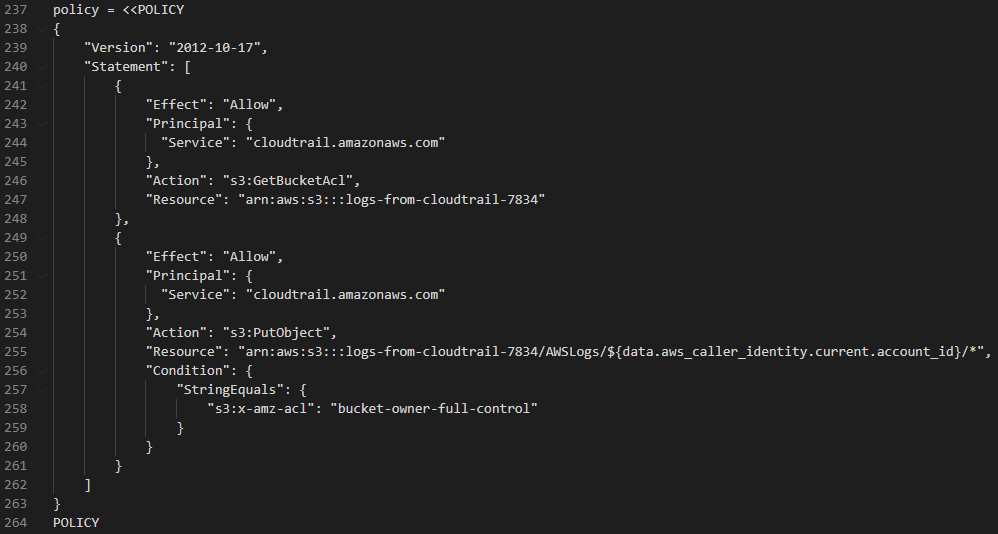 237 policy = <<POLICY
238 {
239     "Version": "2012-10-17",
240     "Statement": [
241         {
242             "Effect": "Allow",
243             "Principal": {
244               "Service": "cloudtrail.amazonaws.com"
245             },
246             "Action": "s3:GetBucketAcl",
247             "Resource": "arn:aws:s3:::logs-from-cloudtrail-7834"
248         },
249         {
250             "Effect": "Allow",
251             "Principal": {
252               "Service": "cloudtrail.amazonaws.com"
253             },
254             "Action": "s3:PutObject",
255             "Resource": "arn:aws:s3:::logs-from-cloudtrail-7834/AWSLogs/${data.aws_caller_identity.current.account_id}/*",
256             "Condition": {
257                 "StringEquals": {
258                     "s3:x-amz-acl": "bucket-owner-full-control"
259                 }
260             }
261         }
262     ]
263 }
264 POLICY